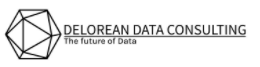 DELOREAN DATA CONSULTING
The future of Data